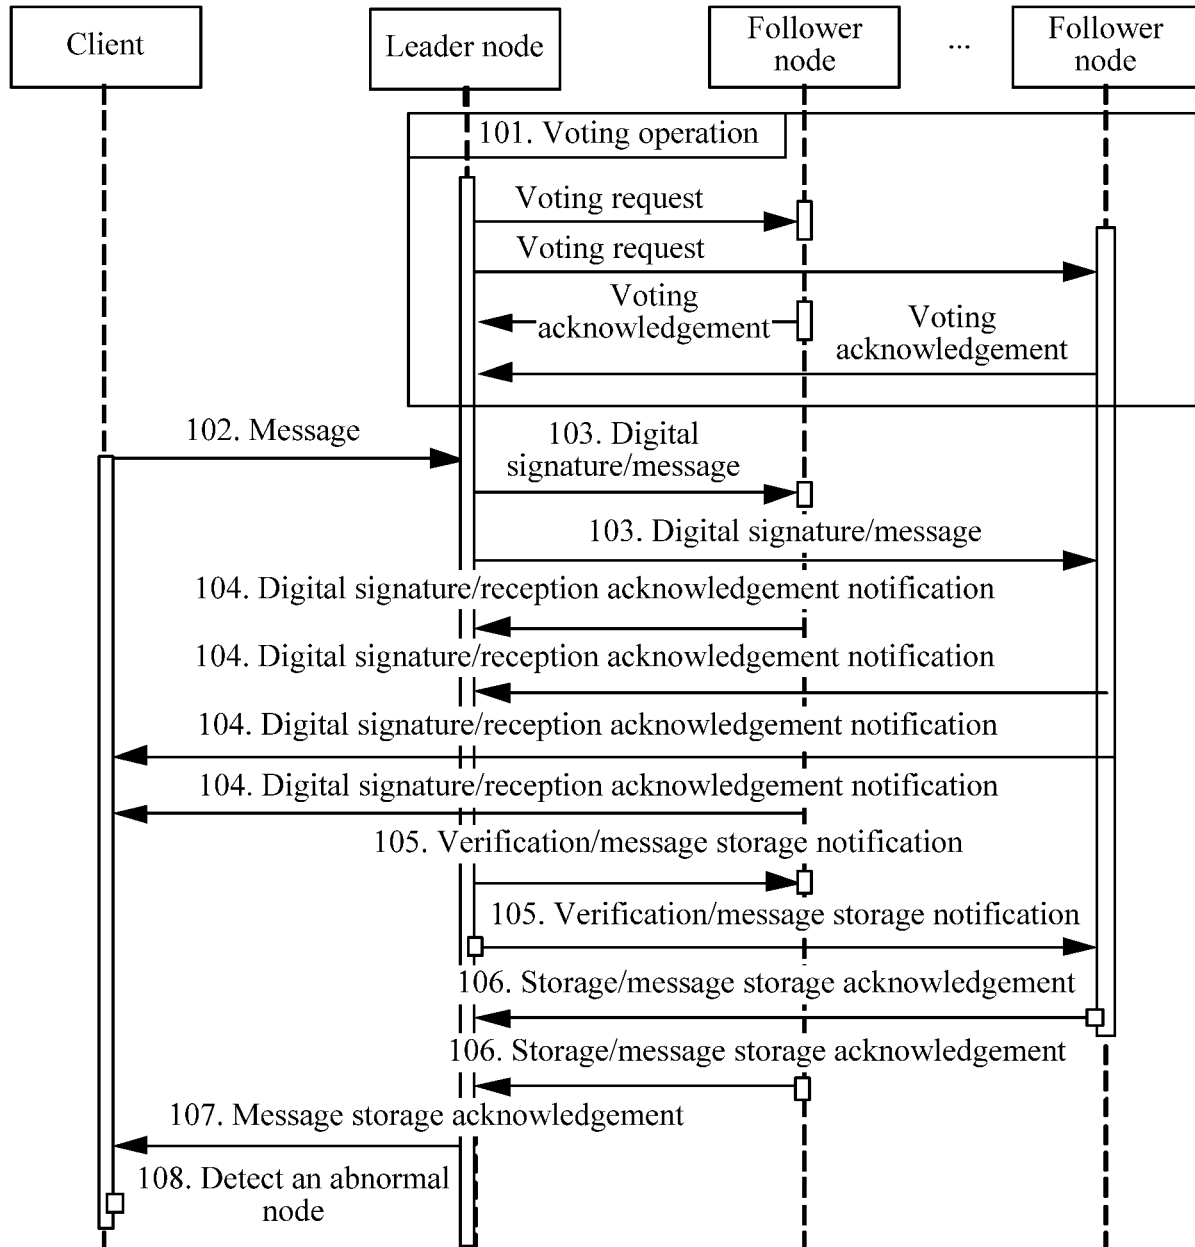 Client
Leader node
Follower
node
...
Follower
node
101. Voting operation
Voting request
Voting request
Voting
acknowledgement
Voting
acknowledgement
102. Message
103. Digital
signature/message
103. Digital signature/message
104. Digital signature/reception acknowledgement notification
104. Digital signature/reception acknowledgement notification
104. Digital signature/reception acknowledgement notification
104. Digital signature/reception acknowledgement notification
105. Verification/message storage notification
105. Verification/message storage notification
106. Storage/message storage acknowledgement
106. Storage/message storage acknowledgement
107. Message storage acknowledgement
108. Detect an abnormal
node